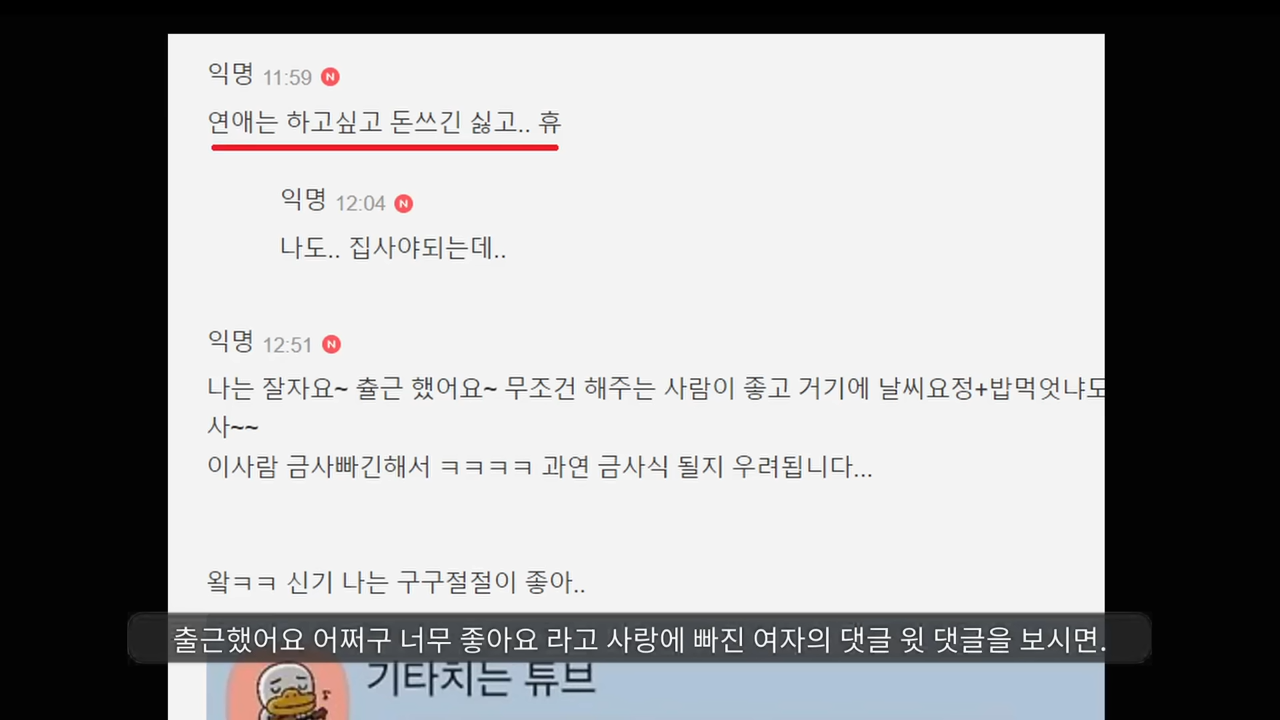 익명 11:59 N
연애는 하고싶고 돈쓰긴 싫고.. 휴
익명 12:04 N
나도.. 집사야되는데..
익명 12:51 N
나는 잘자요~ 츌근 했어요~ 무조건 해주는 사람이 좋고 거기에 날씨요정+밥먹엇냐도
사~~
이사람 금사빠긴해서 ㅋㅋㅋㅋ 과연 금사식 될지 우려됩니다...
왘ㅋㅋ 신기 나는 구구절절이 좋아..
출근했어요 어쩌구 너무 좋아요 라고 사랑에 빠진 여자의 댓글 윗 댓글을 보시면.
기타치는 튜브